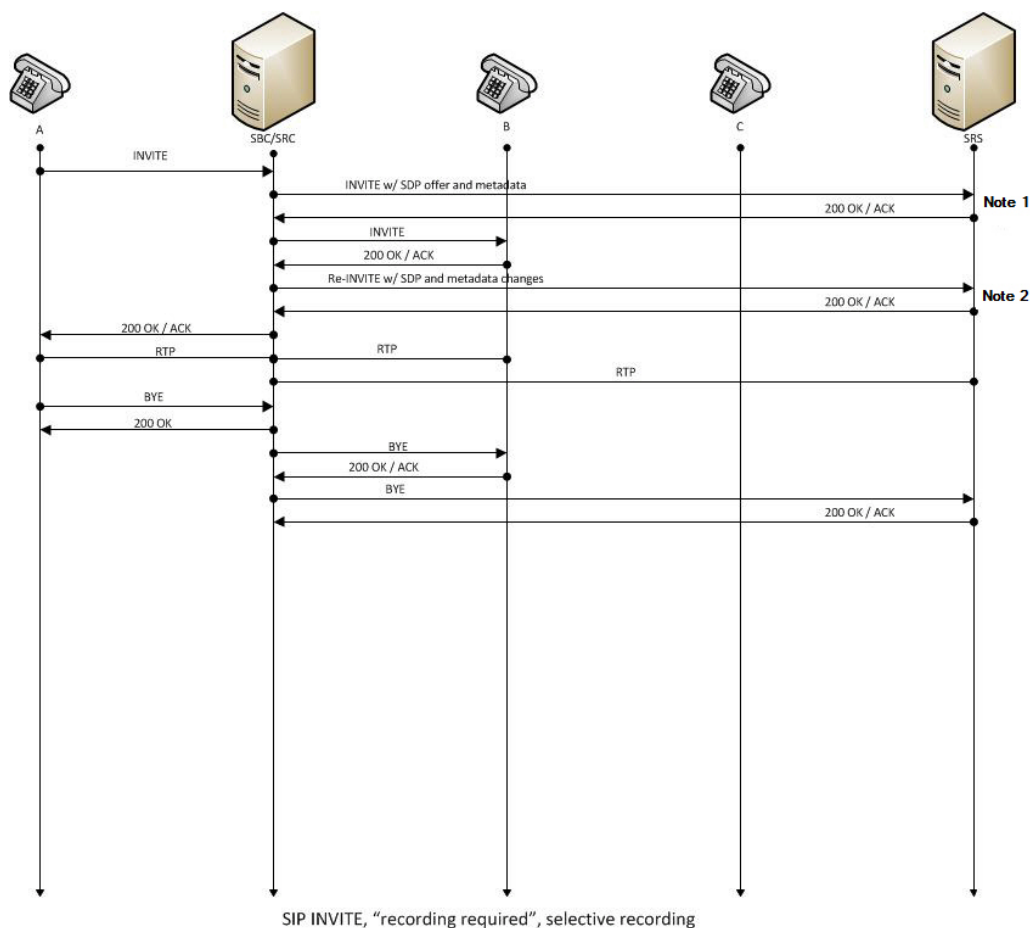 A
SBC/SRC
B
C
SRS
INVITE
INVITE w/ SDP offer and metadata
Note 1
200 OK / ACK
INVITE
200 OK / ACK
Re-INVITE w/ SDP and metadata changes
Note 2
200 OK / ACK
200 OK / ACK
RTP
RTP
RTP
BYE
200 OK
BYE
200 OK / ACK
BYE
200 OK / ACK
SIP INVITE, “recording required”, selective recording